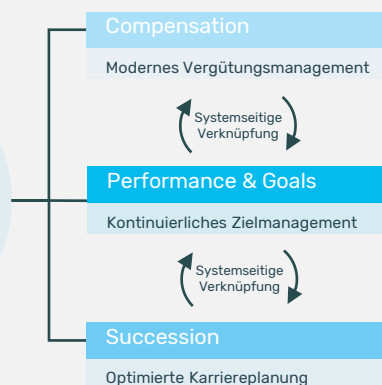 Compensation
Modernes Vergütungsmanagement
Systemseitige
Verknüpfung
Performance & Goals
Kontinuierliches Zielmanagement
Systemseitige
Verknüpfung
Succession
Optimierte Karriereplanung